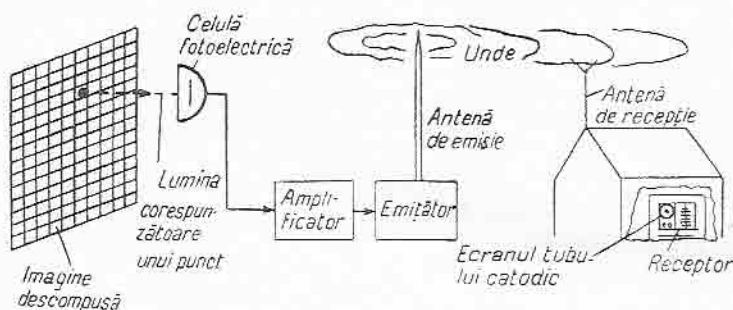 Celulă
fotoelectrică
Unde
Antenă
de recepție
Antenă
de emisie
Lumina
corespun-
zătoare
unui punct
Ampli-
ficator
Emițător
Imagine
descompusă
Ecranul tubu-
lui catodic
Receptor